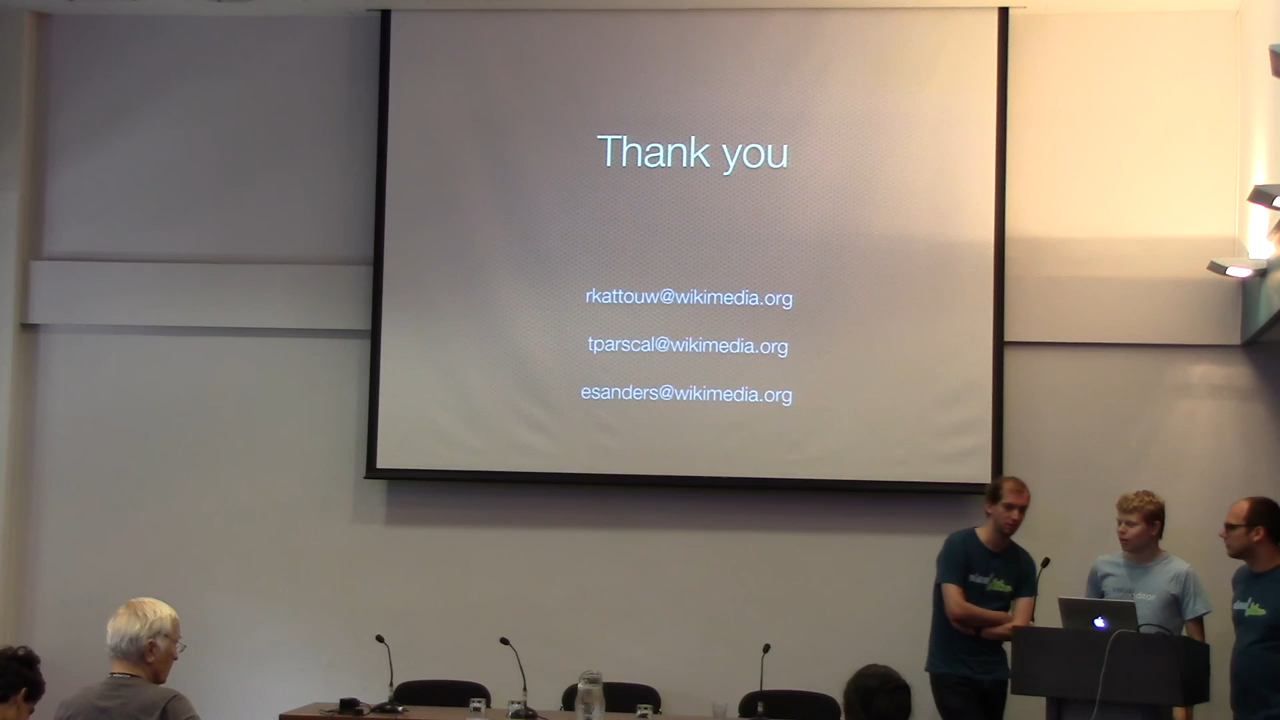 Thank you
rkattouw@wikimedia.org
tparscal@wikimedia.org
esanders@wikimedia.org